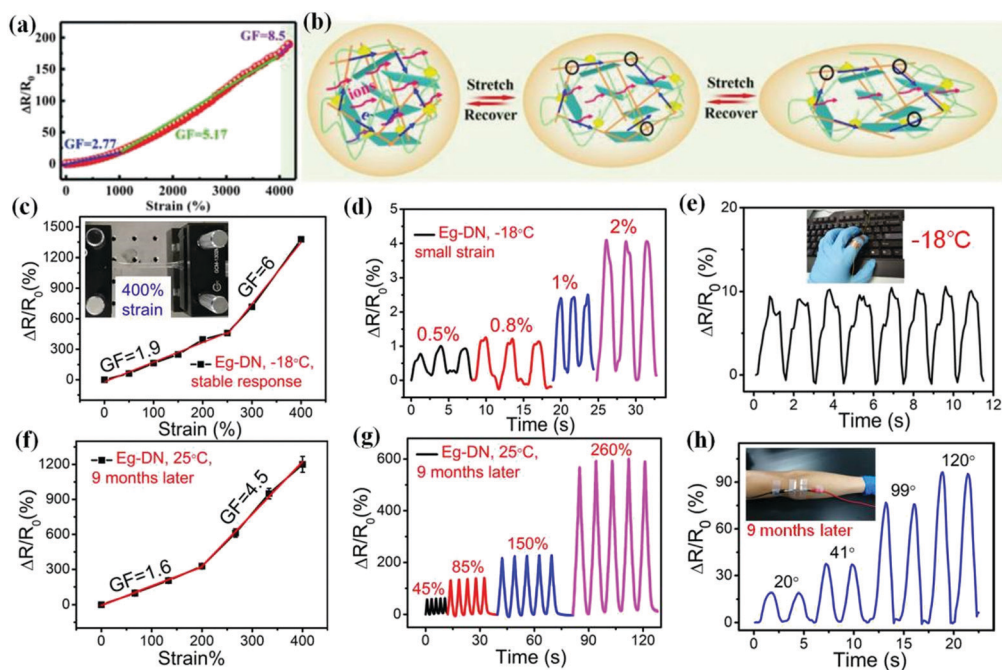 (a)
200
150
100
50
0
ΔR/R₀
GF=8.5
GF=5.17
GF=2.77
0
1000
2000
3000
4000
Strain (%)
(b)
ions
e⁻
Stretch
Recover
Stretch
Recover
(c)
1500
1200
900
600
300
0
ΔR/R₀ (%)
400%
strain
GF=6
GF=1.9
Eg-DN, -18°C,
stable response
0
100
200
300
400
Strain (%)
(d)
5
4
3
2
1
0
ΔR/R₀ (%)
Eg-DN, -18°C
small strain
2%
1%
0.5%
0.8%
0
5
10
15
20
25
30
Time (s)
(e)
20
10
0
ΔR/R₀ (%)
-18°C
0
2
4
6
8
10
12
Time (s)
(f)
1200
900
600
300
0
ΔR/R₀(%)
Eg-DN, 25°C,
9 months later
GF=4.5
GF=1.6
0
100
200
300
400
Strain%
(g)
600
400
200
0
ΔR/R₀ (%)
Eg-DN, 25°C,
9 months later
260%
150%
85%
45%
0
30
60
90
120
Time (s)
(h)
100
75
50
25
0
ΔR/R₀(%)
9 months later
120°
99°
41°
20°
0
5
10
15
20
Time (s)